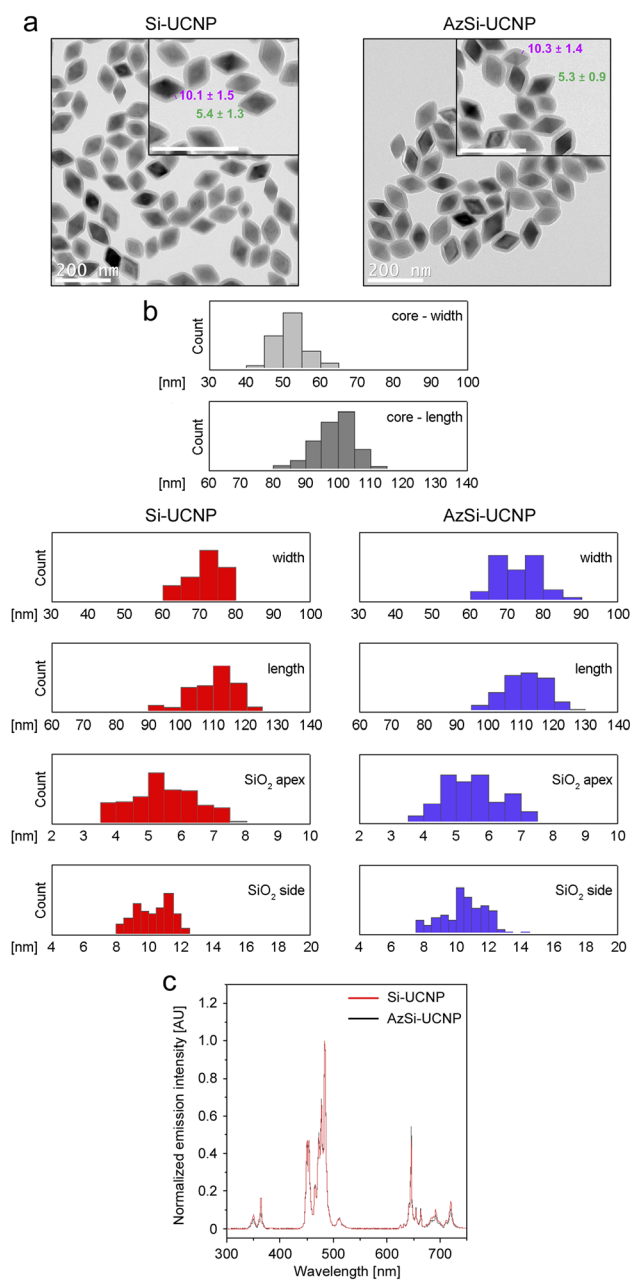 a
Si-UCNP
AzSi-UCNP
10.1 ± 1.5
5.4 ± 1.3
200 nm
10.3 ± 1.4
5.3 ± 0.9
200 nm
b
Count
core - width
[nm]
30 40 50 60 70 80 90 100
Count
core - length
[nm]
60 70 80 90 100 110 120 130 140
Si-UCNP
AzSi-UCNP
Count
width
width
[nm]
30 40 50 60 70 80 90 100
30 40 50 60 70 80 90 100
Count
length
length
[nm]
60 70 80 90 100 110 120 130 140
60 70 80 90 100 110 120 130 140
Count
SiO2 apex
SiO2 apex
[nm]
2 3 4 5 6 7 8 9 10
2 3 4 5 6 7 8 9 10
Count
SiO2 side
SiO2 side
[nm]
4 6 8 10 12 14 16 18 20
4 6 8 10 12 14 16 18 20
c
Normalized emission intensity [AU]
1.2
1.0
0.8
0.6
0.4
0.2
0
Si-UCNP
AzSi-UCNP
300 400 500 600 700
Wavelength [nm]